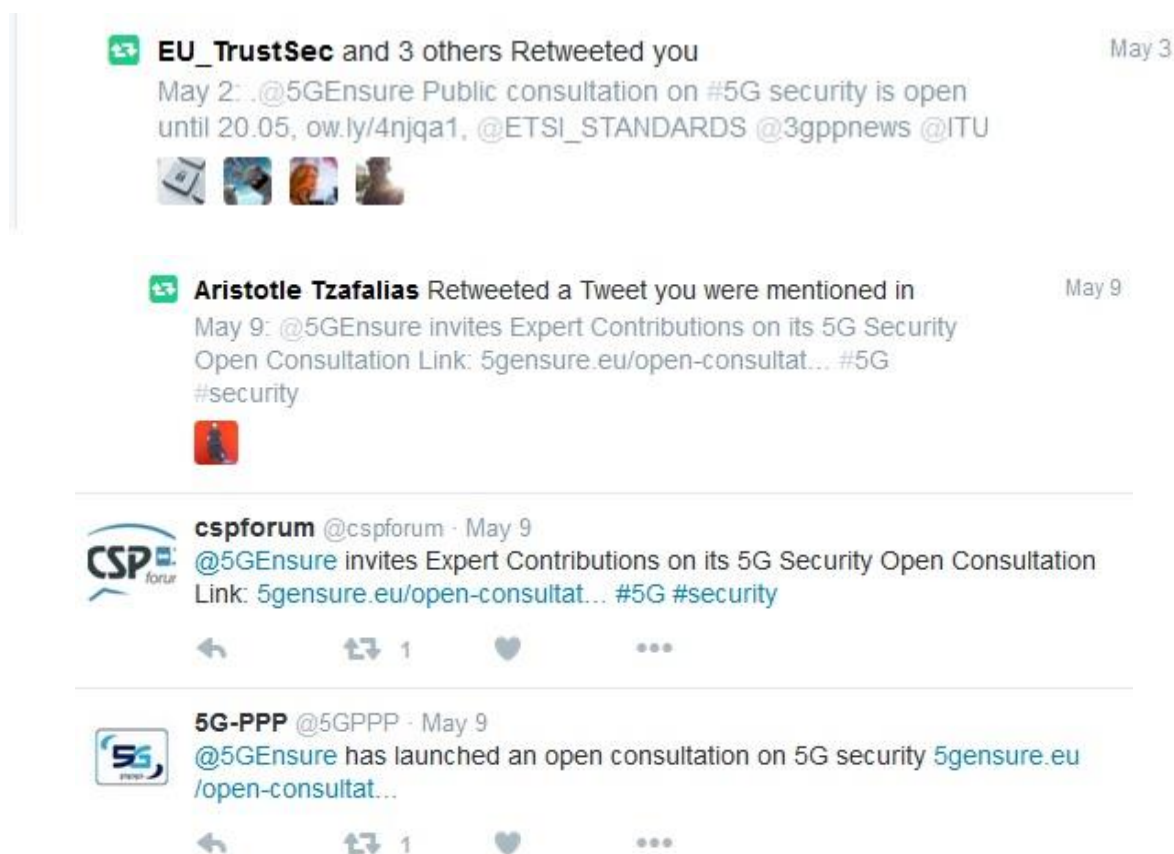 EU_TrustSec and 3 others Retweeted you
May 3
May 2: .@5GEnsure Public consultation on #5G security is open
until 20.05, ow.ly/4njqa1, @ETSI_STANDARDS @3gppnews @ITU
Aristotle Tzafalias Retweeted a Tweet you were mentioned in
May 9
May 9: @5GEnsure invites Expert Contributions on its 5G Security
Open Consultation Link: 5gensure.eu/open-consultat... #5G
#security
cspforum @cspforum · May 9
CSP
forum
@5GEnsure invites Expert Contributions on its 5G Security Open Consultation
Link: 5gensure.eu/open-consultat... #5G #security
1
5G-PPP @5GPPP · May 9
5G
@5GEnsure has launched an open consultation on 5G security 5gensure.eu
/open-consultat...
1